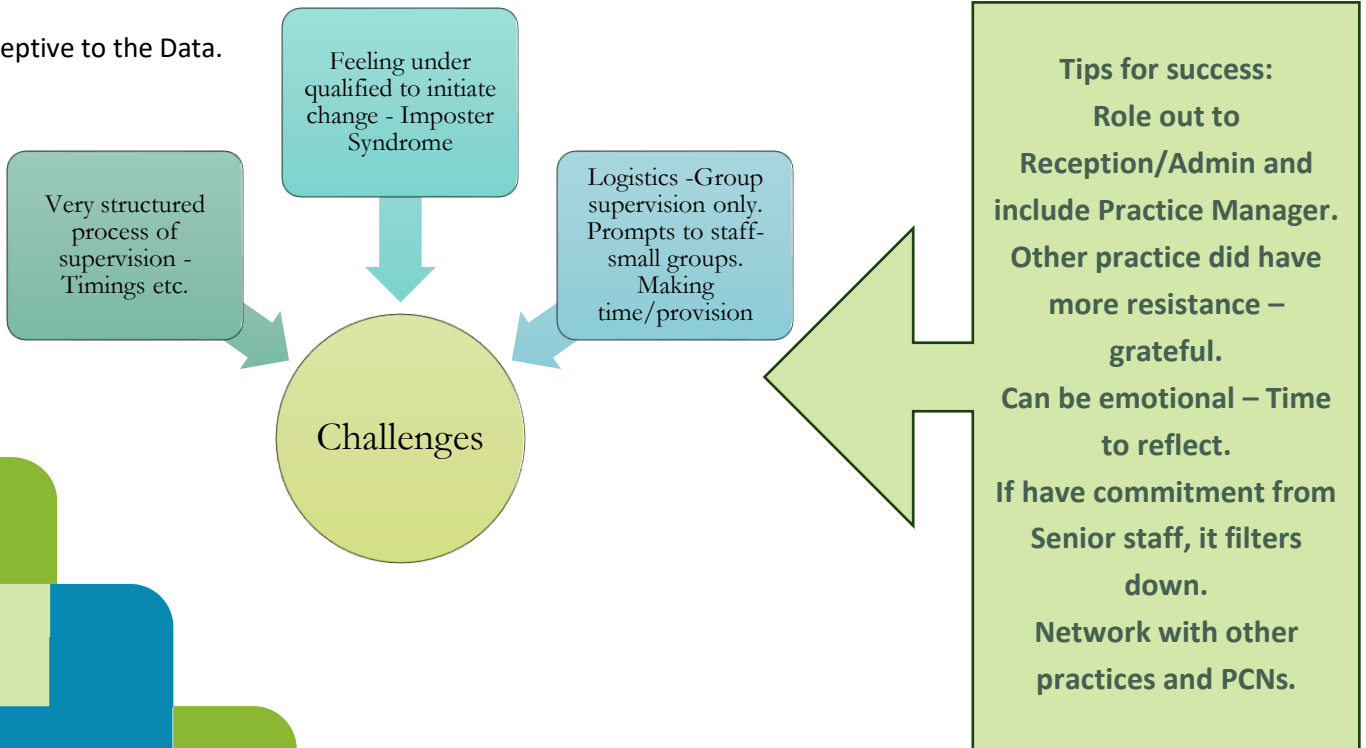 eptive to the Data.
Feeling under
qualified to initiate
change - Imposter
Syndrome
Very structured
process of
supervision -
Timings etc.
Logistics -Group
supervision only.
Prompts to staff-
small groups.
Making
time/provision
Challenges
Tips for success:
Role out to
Reception/Admin and
include Practice Manager.
Other practice did have
more resistance –
grateful.
Can be emotional – Time
to reflect.
If have commitment from
Senior staff, it filters
down.
Network with other
practices and PCNs.